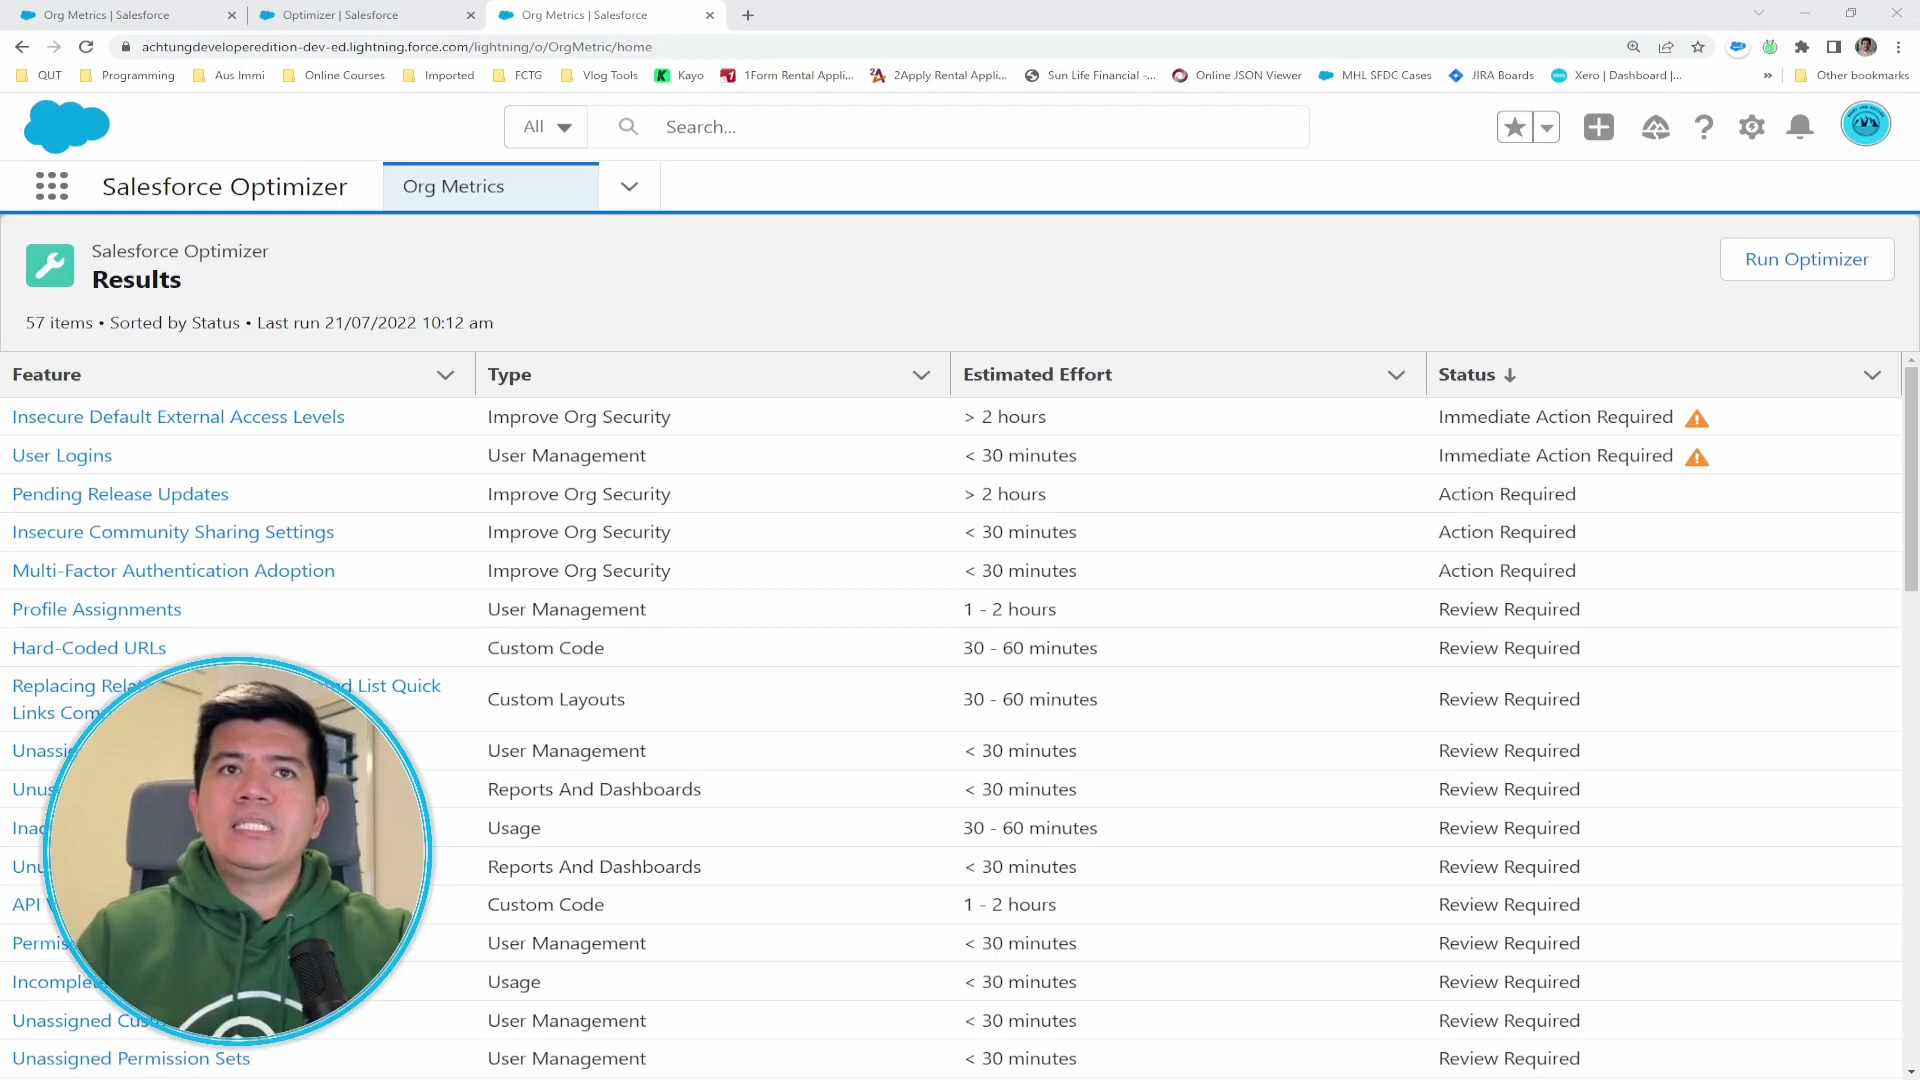 Org Metrics | Salesforce
Optimizer | Salesforce
Org Metrics | Salesforce
achtungdeveloperedition-dev-ed.lightning.force.com/lightning/o/OrgMetric/home
QUT Programming Aus Immi Online Courses Imported FCTG Vlog Tools Kayo 1Form Rental Appli... 2Apply Rental Applic... Sun Life Financial -... Online JSON Viewer MHL SFDC Cases JIRA Boards Xero | Dashboard |... » Other bookmarks
All Search...
Salesforce Optimizer Org Metrics
Salesforce Optimizer
Results
Run Optimizer
57 items • Sorted by Status • Last run 21/07/2022 10:12 am
Feature Type Estimated Effort Status
Insecure Default External Access Levels Improve Org Security > 2 hours Immediate Action Required
User Logins User Management < 30 minutes Immediate Action Required
Pending Release Updates Improve Org Security > 2 hours Action Required
Insecure Community Sharing Settings Improve Org Security < 30 minutes Action Required
Multi-Factor Authentication Adoption Improve Org Security < 30 minutes Action Required
Profile Assignments User Management 1 - 2 hours Review Required
Hard-Coded URLs Custom Code 30 - 60 minutes Review Required
Replacing List Quick
Links Custom Layouts 30 - 60 minutes Review Required
User Management < 30 minutes Review Required
Reports And Dashboards < 30 minutes Review Required
Usage 30 - 60 minutes Review Required
Reports And Dashboards < 30 minutes Review Required
API Custom Code 1 - 2 hours Review Required
User Management < 30 minutes Review Required
Usage < 30 minutes Review Required
Unassigned User Management < 30 minutes Review Required
Unassigned Permission Sets User Management < 30 minutes Review Required